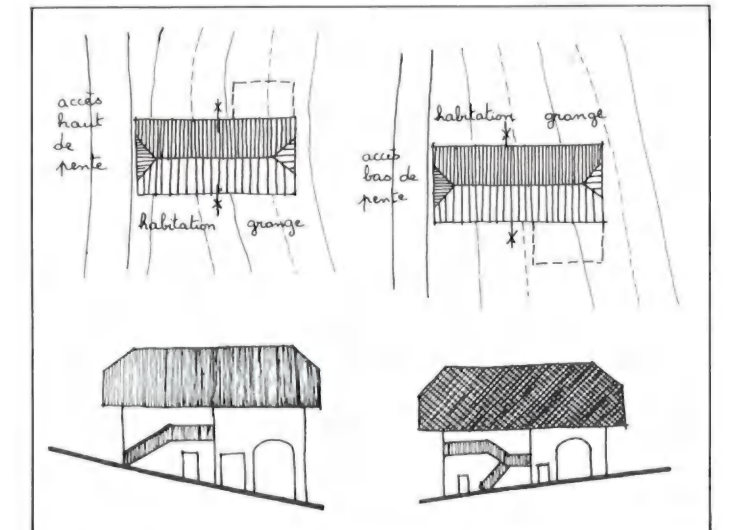 accès
haut
de
pente
habitation grange
habitation grange
accès
bas de
pente